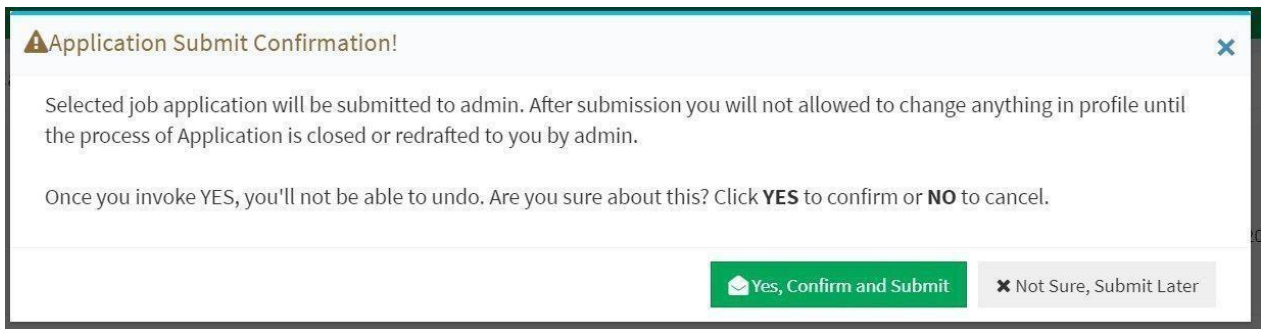 Application Submit Confirmation!
Selected job application will be submitted to admin. After submission you will not allowed to change anything in profile until
the process of Application is closed or redrafted to you by admin.
Once you invoke YES, you'll not be able to undo. Are you sure about this? Click YES to confirm or NO to cancel.
Yes, Confirm and Submit
Not Sure, Submit Later